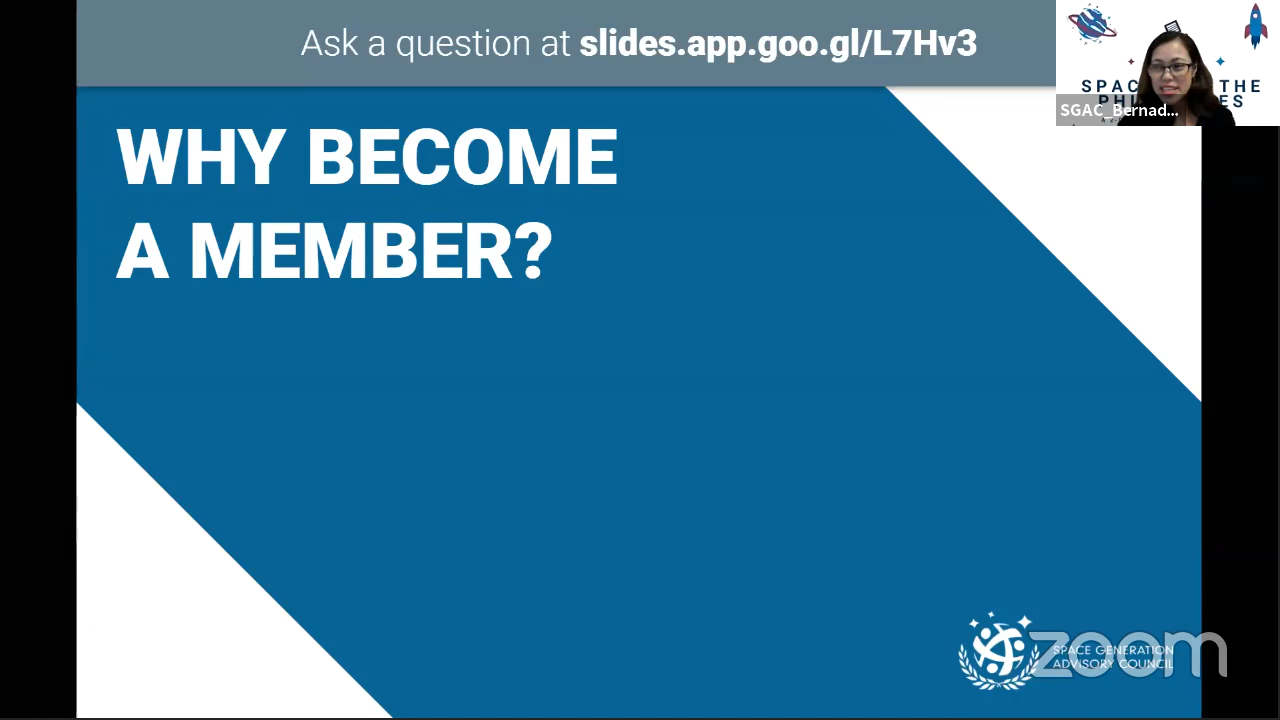 Ask a question at slides.app.goo.gl/L7Hv3
WHY BECOME
A MEMBER?
SGAC_Bernad...
SPACE GENERATION
ADVISORY COUNCIL
zoom